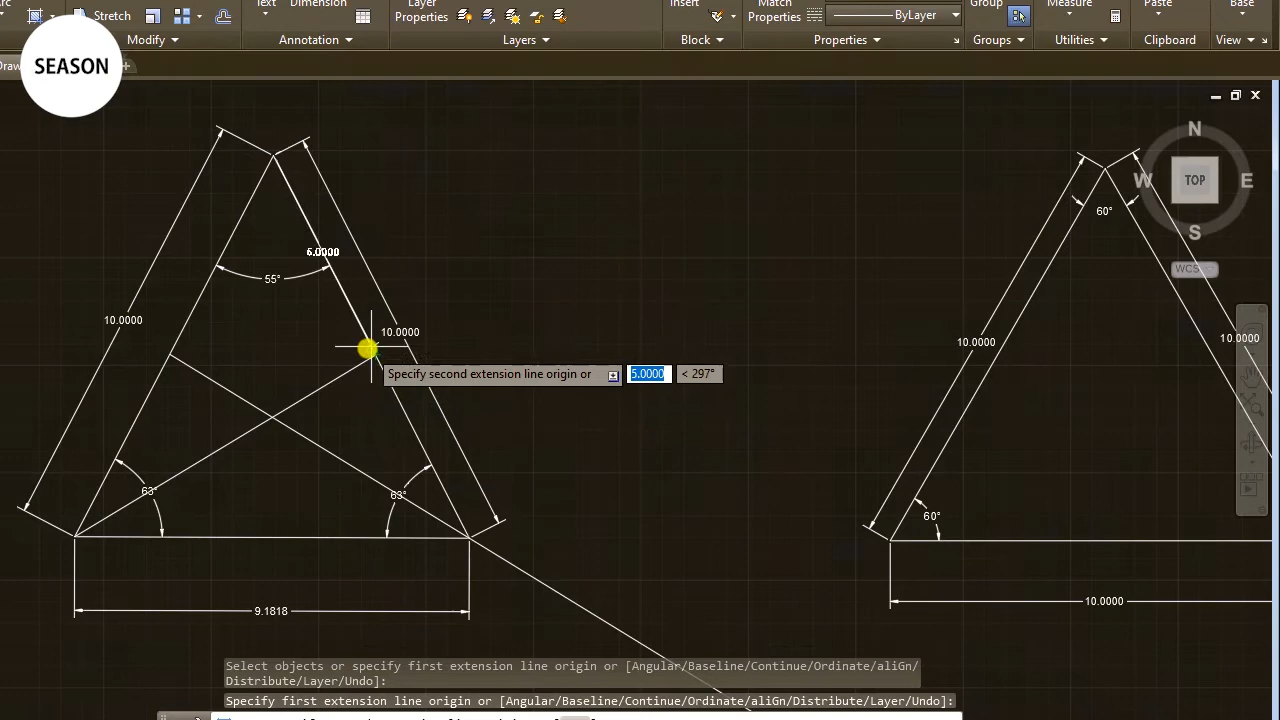 Text
Dimension
Layer
Insert
Match
Group
Measure
Paste
Base
Stretch
Properties
Properties
ByLayer
Modify
Annotation
Layers
Block
Properties
Groups
Utilities
Clipboard
View
SEASON
Draw
+
N
W
TOP
E
S
WCS
60°
55°
10.0000
10.0000
10.0000
10.0000
Specify second extension line origin or
5.0000
< 297°
63°
63°
60°
9.1818
10.0000
Select objects or specify first extension line origin or [Angular/Baseline/Continue/Ordinate/aliGn/
Distribute/Layer/Undo]:
Specify first extension line origin or [Angular/Baseline/Continue/Ordinate/aliGn/Distribute/Layer/Undo]: